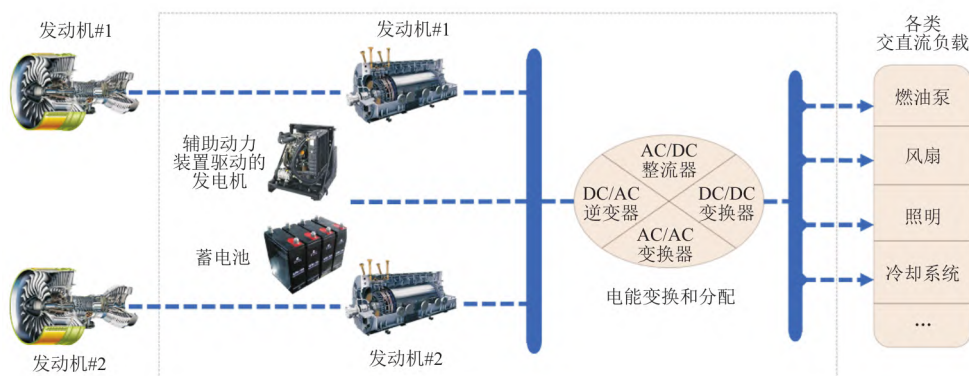 发动机#1
发动机#1
各类
交直流负载
燃油泵
辅助动力
装置驱动的
发电机
AC/DC
整流器
风扇
DC/AC
逆变器
DC/DC
变换器
照明
蓄电池
AC/AC
变换器
冷却系统
电能变换和分配
...
发动机#2
发动机#2